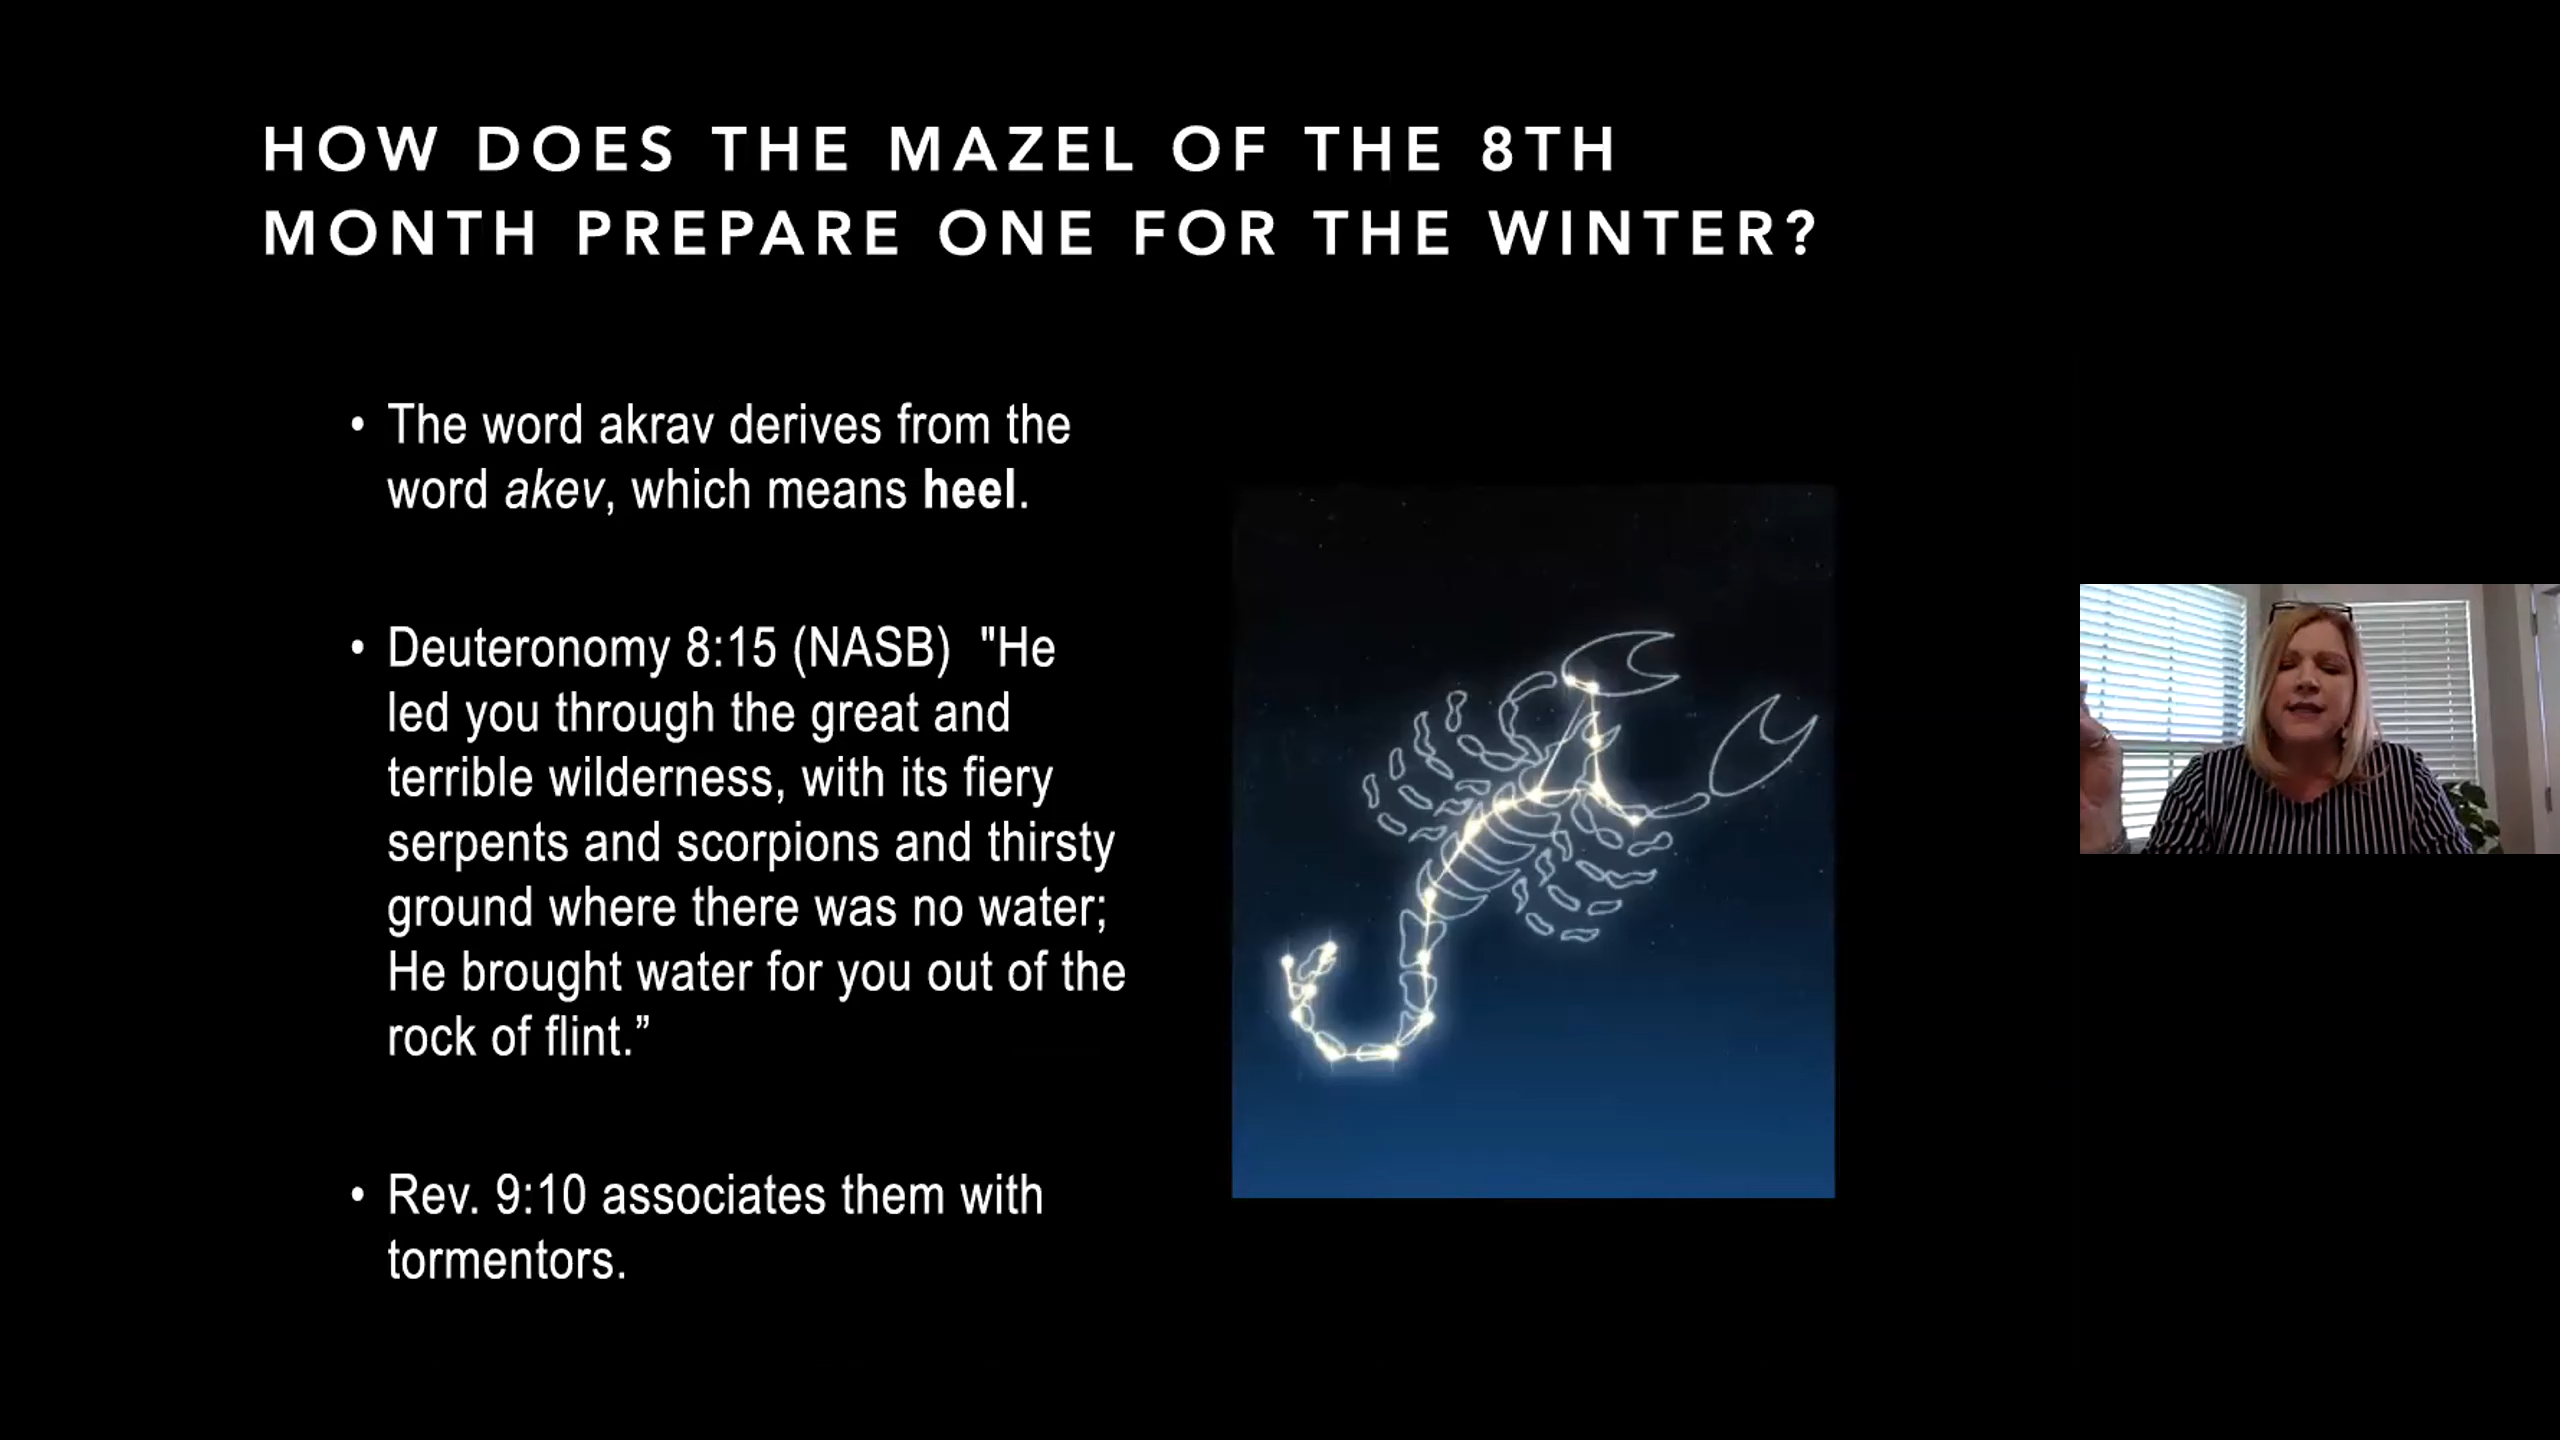 HOW DOES THE MAZEL OF THE 8TH
MONTH PREPARE ONE FOR THE WINTER?
• The word akrav derives from the
word akev, which means heel.
• Deuteronomy 8:15 (NASB)  "He
led you through the great and
terrible wilderness, with its fiery
serpents and scorpions and thirsty
ground where there was no water;
He brought water for you out of the
rock of flint.”
• Rev. 9:10 associates them with
tormentors.